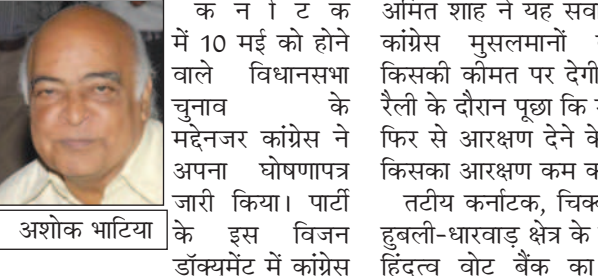 क र्न ा ट क
में 10 मई को होने
वाले विधानसभा
चुनाव के
मद्देनजर कांग्रेस ने
अपना घोषणापत्र
जारी किया। पार्टी
के इस विजन
डॉक्यमेंट में कांग्रेस
अशोक भाटिया
अमित शाह ने यह
कांग्रेस मुसलमानों
किसकी कीमत पर देगी
रैली के दौरान पूछा कि
फिर से आरक्षण देने के
किसका आरक्षण कम
तटीय कर्नाटक,
हुबली-धारवाड़ क्षेत्र के
हिंदुत्व वोट बैंक का